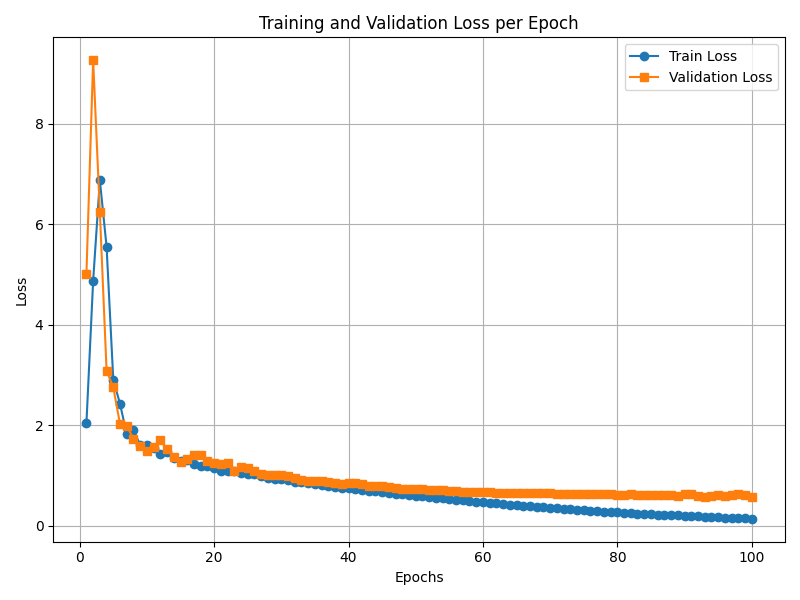 Training and Validation Loss per Epoch
Train Loss
Validation Loss
Loss
8
6
4
2
0
0 20 40 60 80 100
Epochs